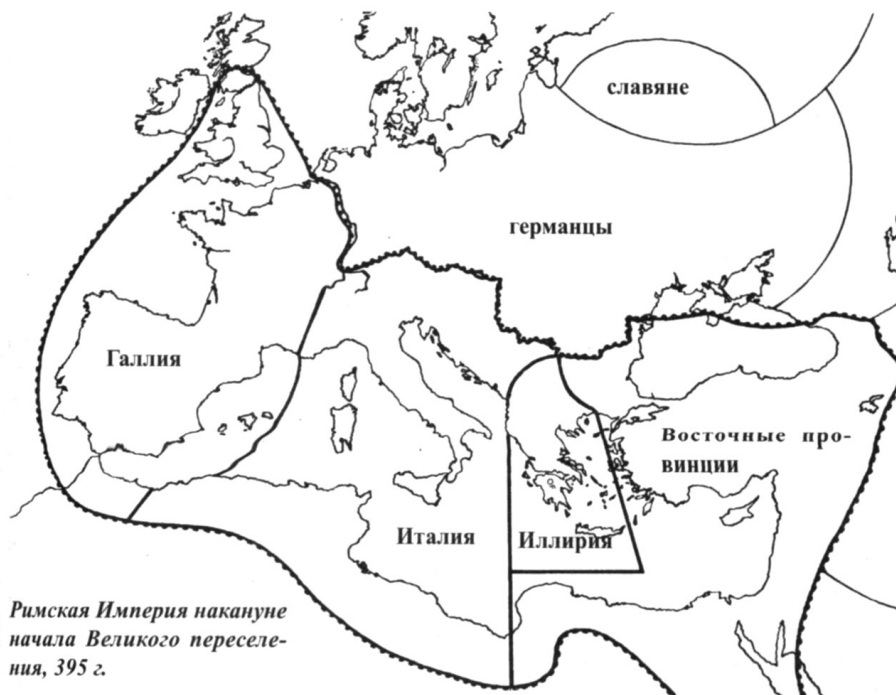 славяне
германцы
Галлия
Восточные про-
винции
Италия
Иллирия
Римская Империя накануне
начала Великого переселе-
ния, 395 г.